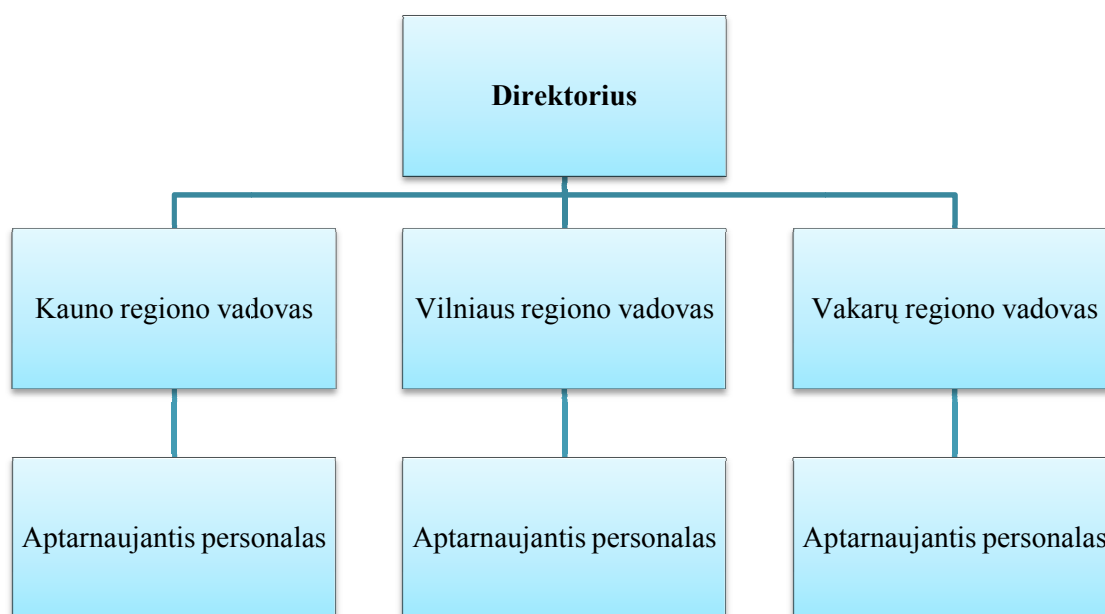 Direktorius
Kauno regiono vadovas
Vilniaus regiono vadovas
Vakarų regiono vadovas
Aptarnaujantis personalas
Aptarnaujantis personalas
Aptarnaujantis personalas